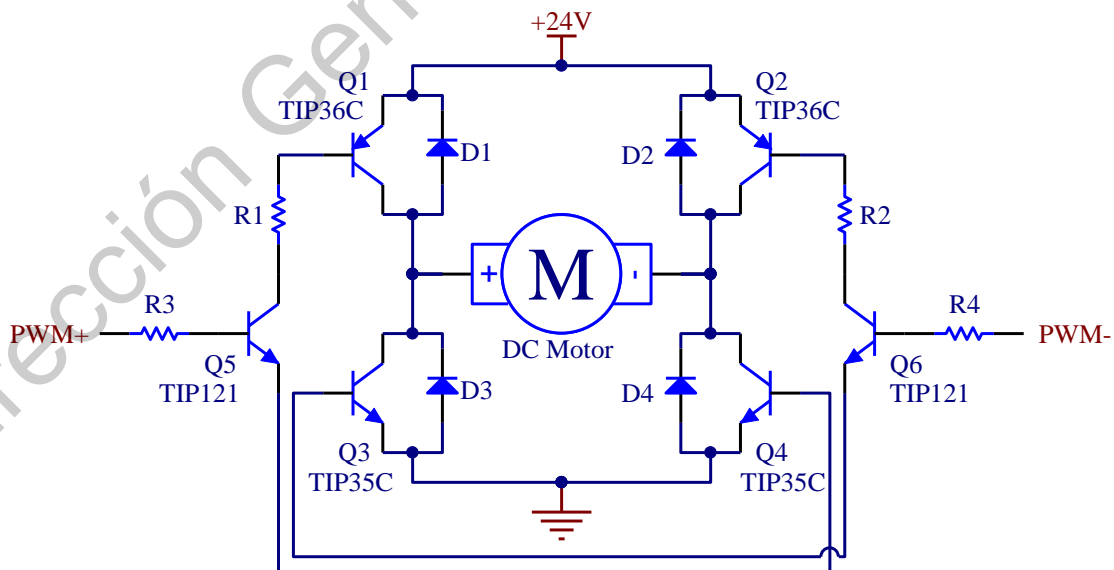 +24V
Q1
TIP36C
Q2
TIP36C
D1
D2
R1
R2
+
M
-
R3
R4
PWM+
PWM-
DC Motor
Q5
TIP121
Q6
TIP121
D3
D4
Q3
TIP35C
Q4
TIP35C